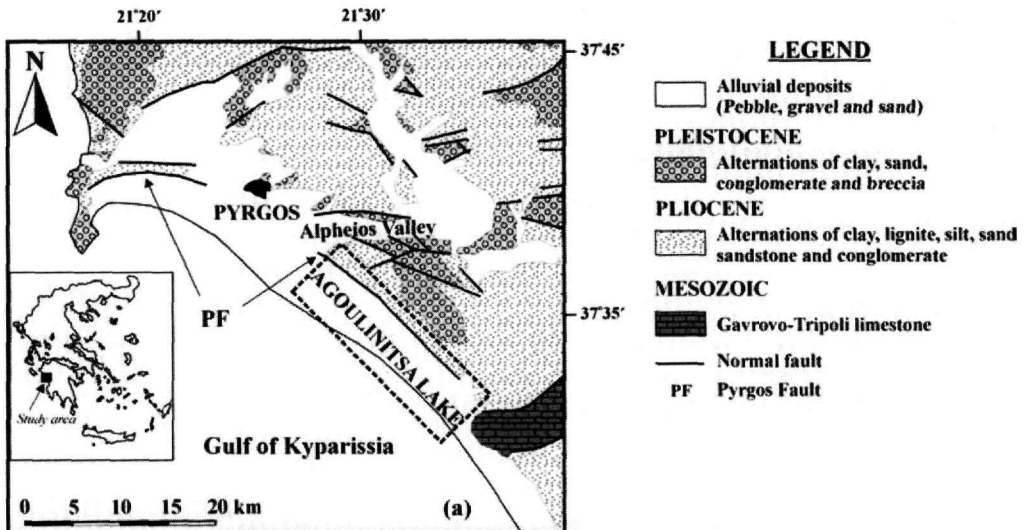 21°20′
21°30′
37°45′
N
PYRGOS
Alphejos Valley
PF
AGOULINITSA LAKE
37°35′
Study area
Gulf of Kyparissia
0 5 10 15 20 km
(a)
LEGEND
Alluvial deposits
(Pebble, gravel and sand)
PLEISTOCENE
Alternations of clay, sand,
conglomerate and breccia
PLIOCENE
Alternations of clay, lignite, silt, sand
sandstone and conglomerate
MESOZOIC
Gavrovo-Tripoli limestone
Normal fault
PF Pyrgos Fault